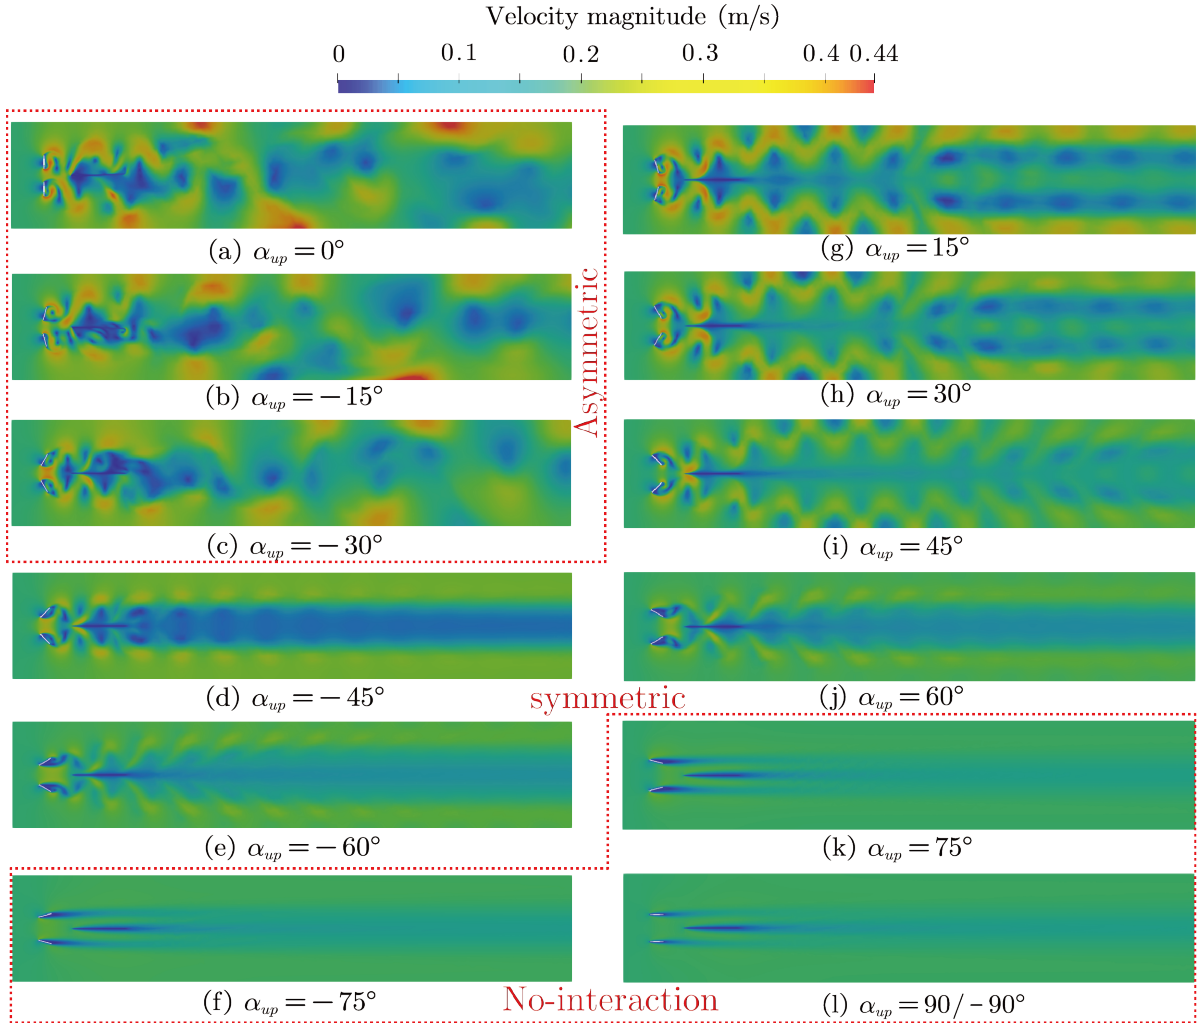 Velocity magnitude (m/s)
0 0.1 0.2 0.3 0.4 0.44
(a) α_up = 0°
(g) α_up = 15°
(b) α_up = − 15°
(h) α_up = 30°
Asymmetric
(c) α_up = − 30°
(i) α_up = 45°
(d) α_up = − 45°
symmetric
(j) α_up = 60°
(e) α_up = − 60°
(k) α_up = 75°
(f) α_up = − 75°
No-interaction
(l) α_up = 90/−90°